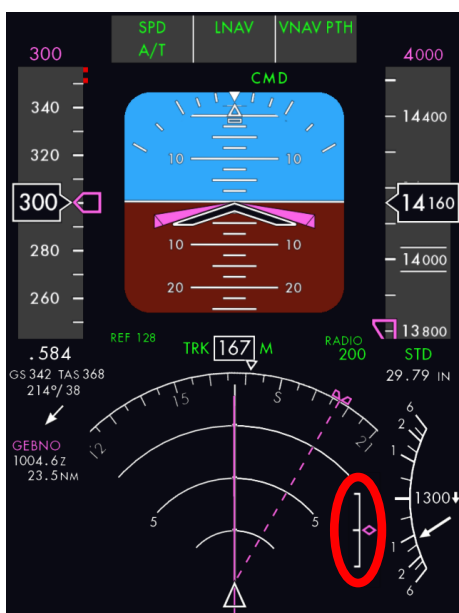 SPD LNAV VNAV PTH
A/T
300 4000
CMD
340
320
300
280
260
14400
14160
14000
13800
10 10
10 10
20 20
.584
REF 128
TRK 167 M
RADIO
200
STD
29.79 IN
GS 342 TAS 368
214°/ 38
GEBNO
1004.6Z
23.5NM
12
15
S
21
5 5
6
2
1
1300
1
2
6